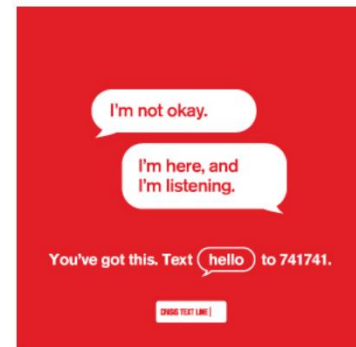 I'm not okay.
I'm here, and
I'm listening.
You've got this. Text hello to 741741.
CRISIS TEXT LINE |